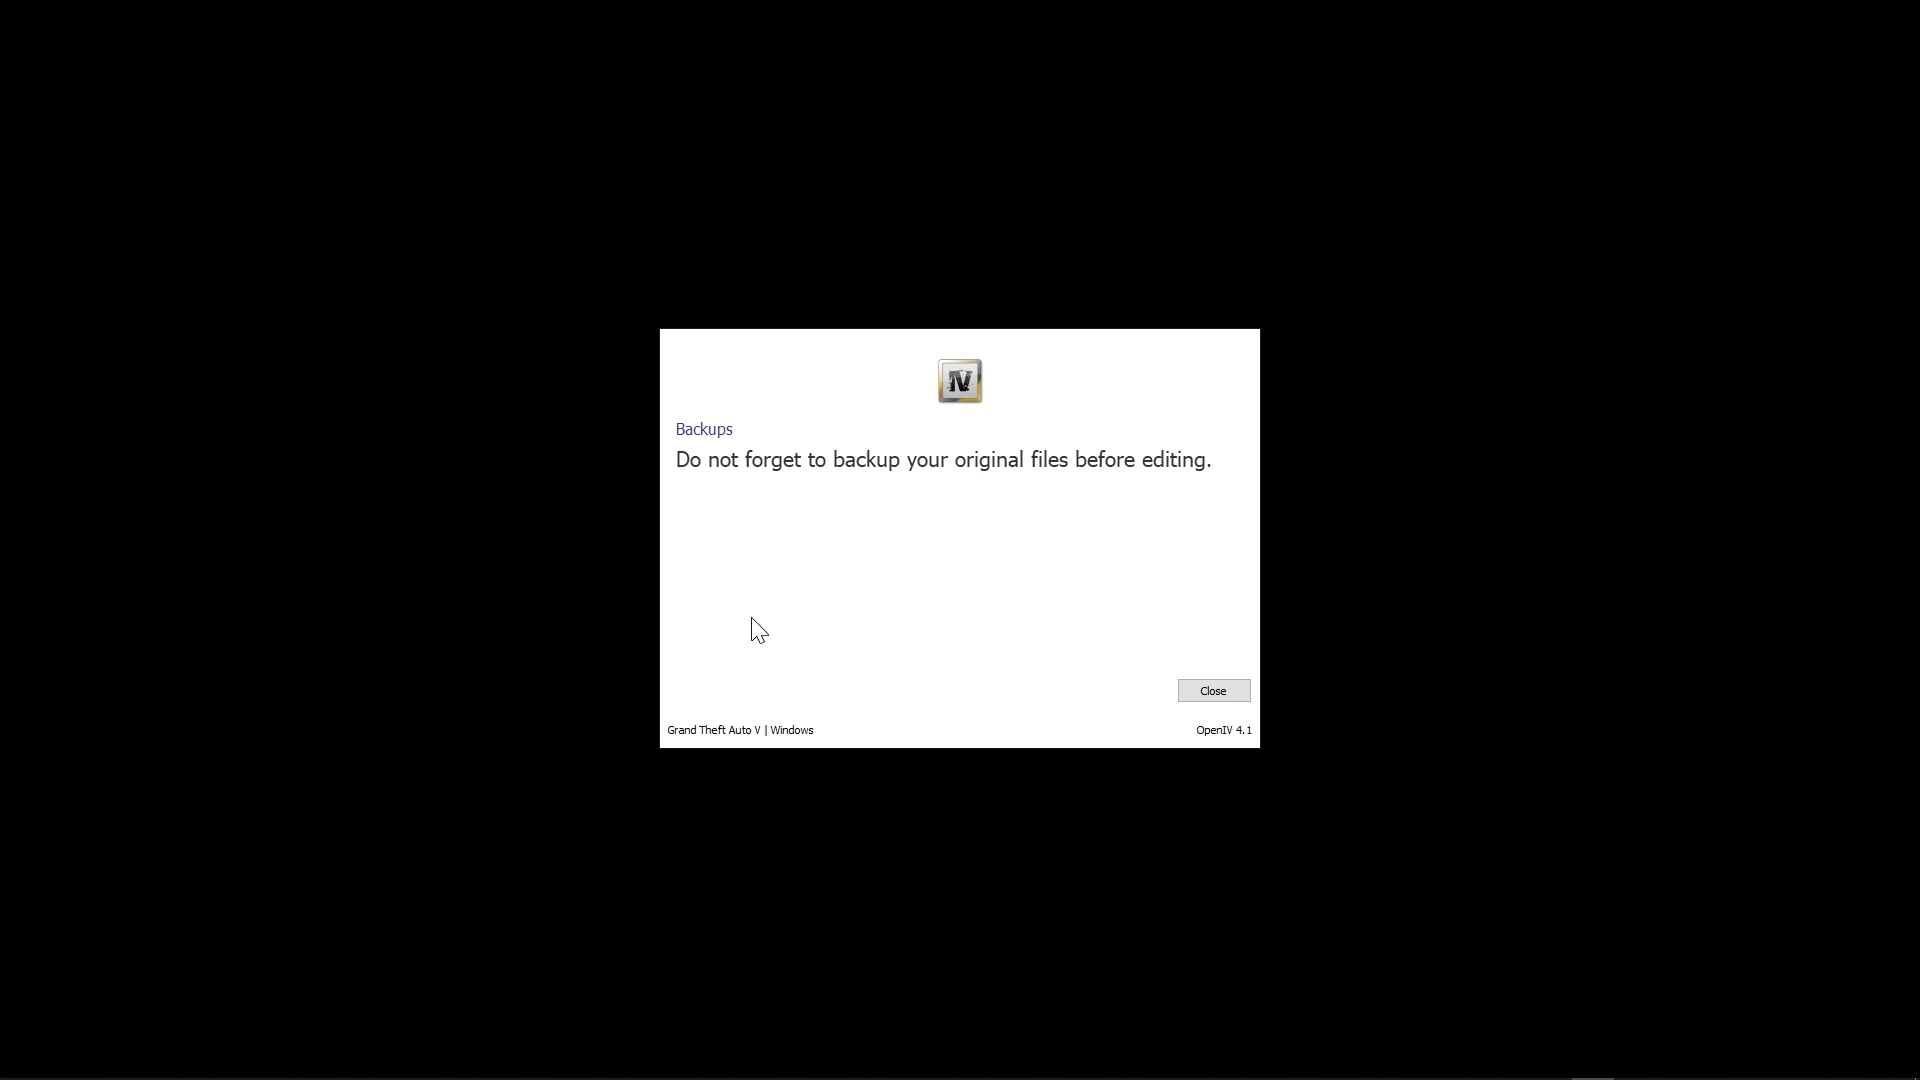 IV
Backups
Do not forget to backup your original files before editing.
Close
Grand Theft Auto V | Windows
OpenIV 4.1